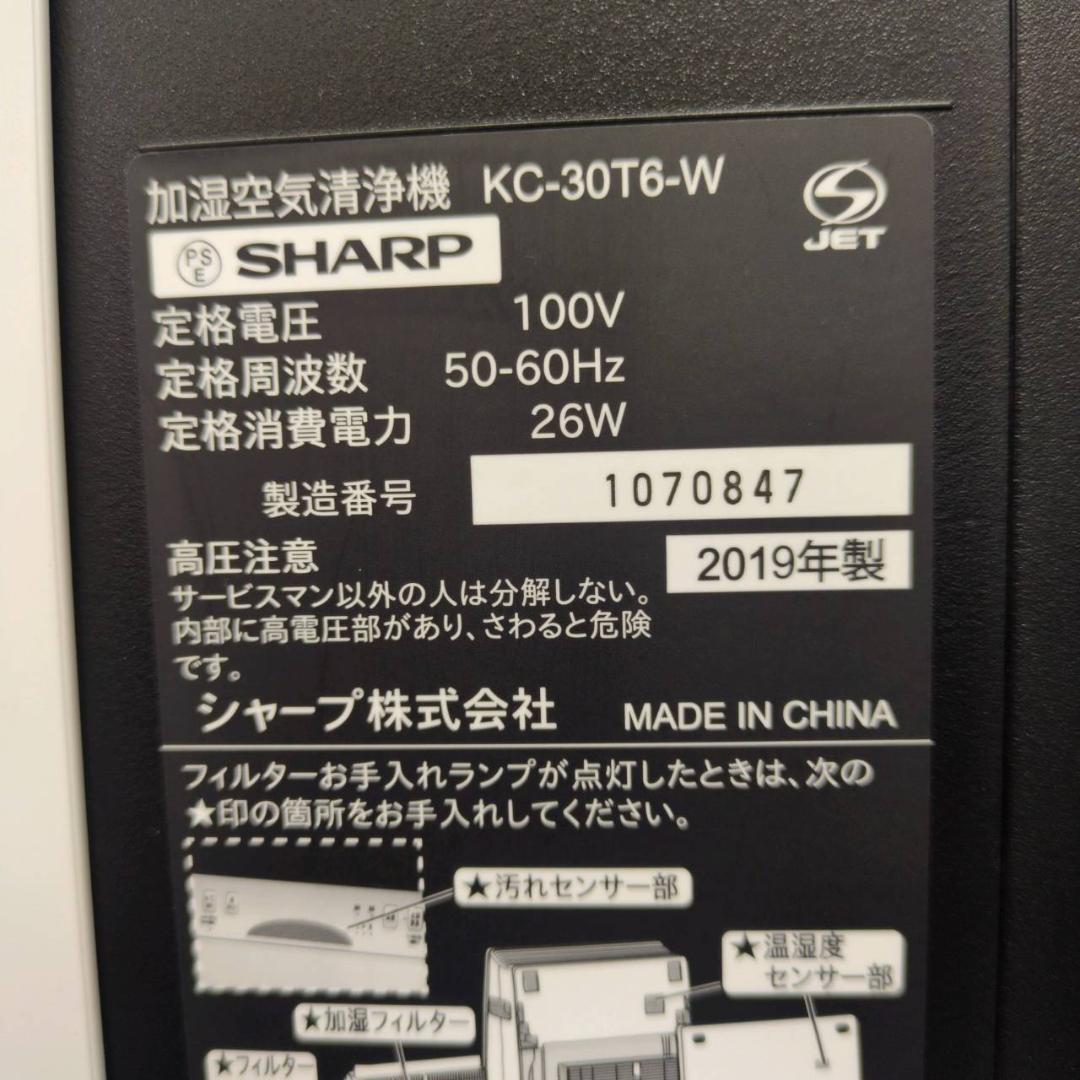 加湿空気清浄機 KC-30T6-W
PS E SHARP
JET
定格電圧 100V
定格周波数 50-60Hz
定格消費電力 26W
製造番号 1070847
高圧注意 2019年製
サービスマン以外の人は分解しない。
内部に高電圧部があり、さわると危険
です。
シャープ株式会社 MADE IN CHINA
フィルターお手入れランプが点灯したときは、次の
★印の箇所をお手入れしてください。
★汚れセンサー部
★温湿度
センサー部
★加湿フィルター
★フィルター